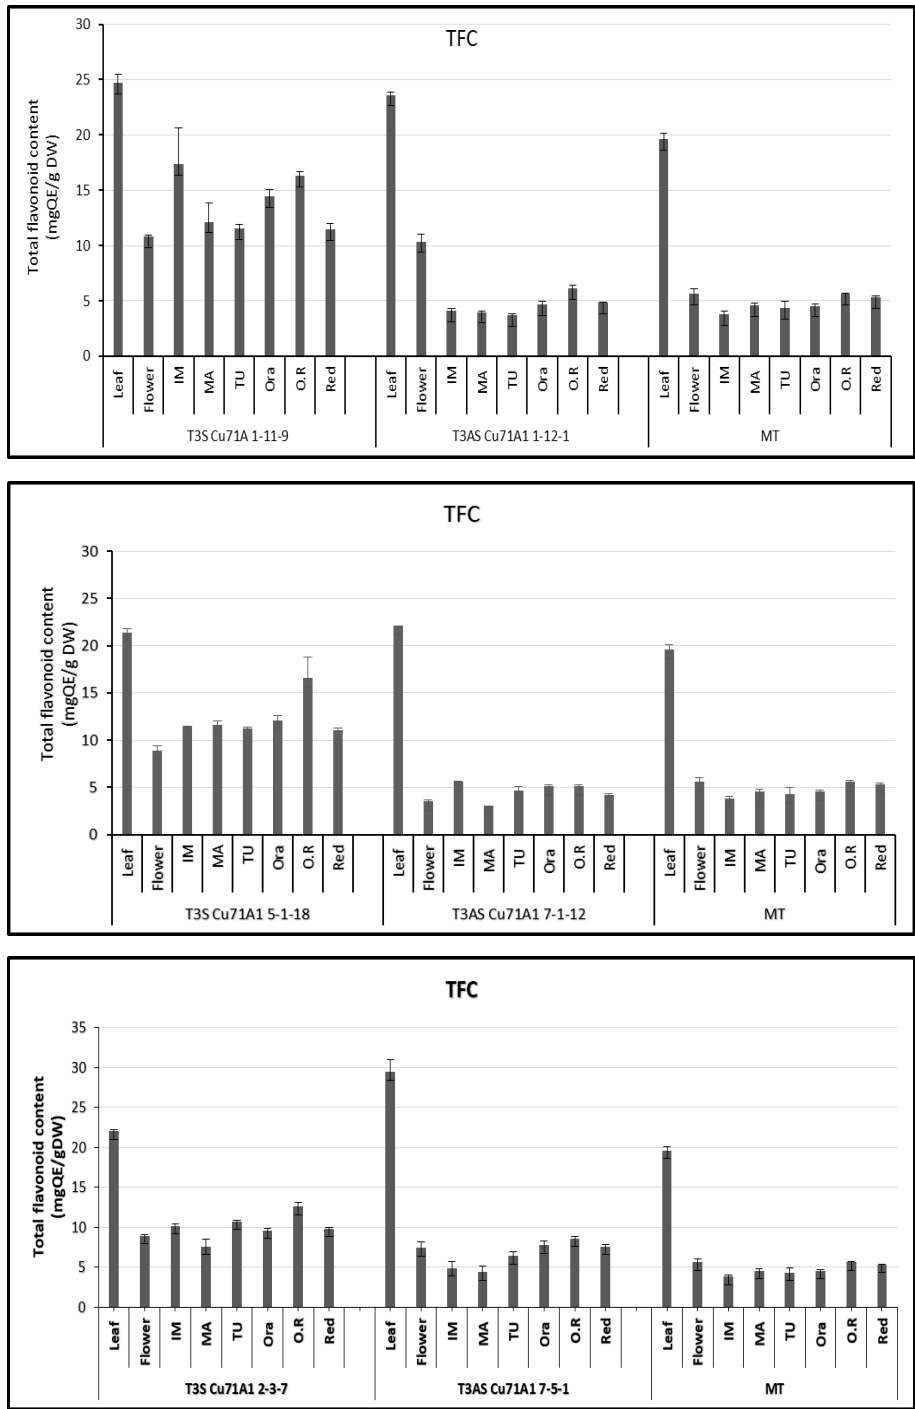 TFC
Total flavonoid content
(mgQE/g DW)
30
25
20
15
10
5
0
Leaf Flower IM MA TU Ora O.R Red Leaf Flower IM MA TU Ora O.R Red Leaf Flower IM MA TU Ora O.R Red
T3S Cu71A 1-11-9 T3AS Cu71A1 1-12-1 MT
TFC
Total flavonoid content
(mgQE/g DW)
30
25
20
15
10
5
0
Leaf Flower IM MA TU Ora O.R Red Leaf Flower IM MA TU Ora O.R Red Leaf Flower IM MA TU Ora O.R Red
T3S Cu71A1 5-1-18 T3AS Cu71A1 7-1-12 MT
TFC
Total flavonoid content
(mgQE/gDW)
35
30
25
20
15
10
5
0
Leaf Flower IM MA TU Ora O.R Red Leaf Flower IM MA TU Ora O.R Red Leaf Flower IM MA TU Ora O.R Red
T3S Cu71A1 2-3-7 T3AS Cu71A1 7-5-1 MT